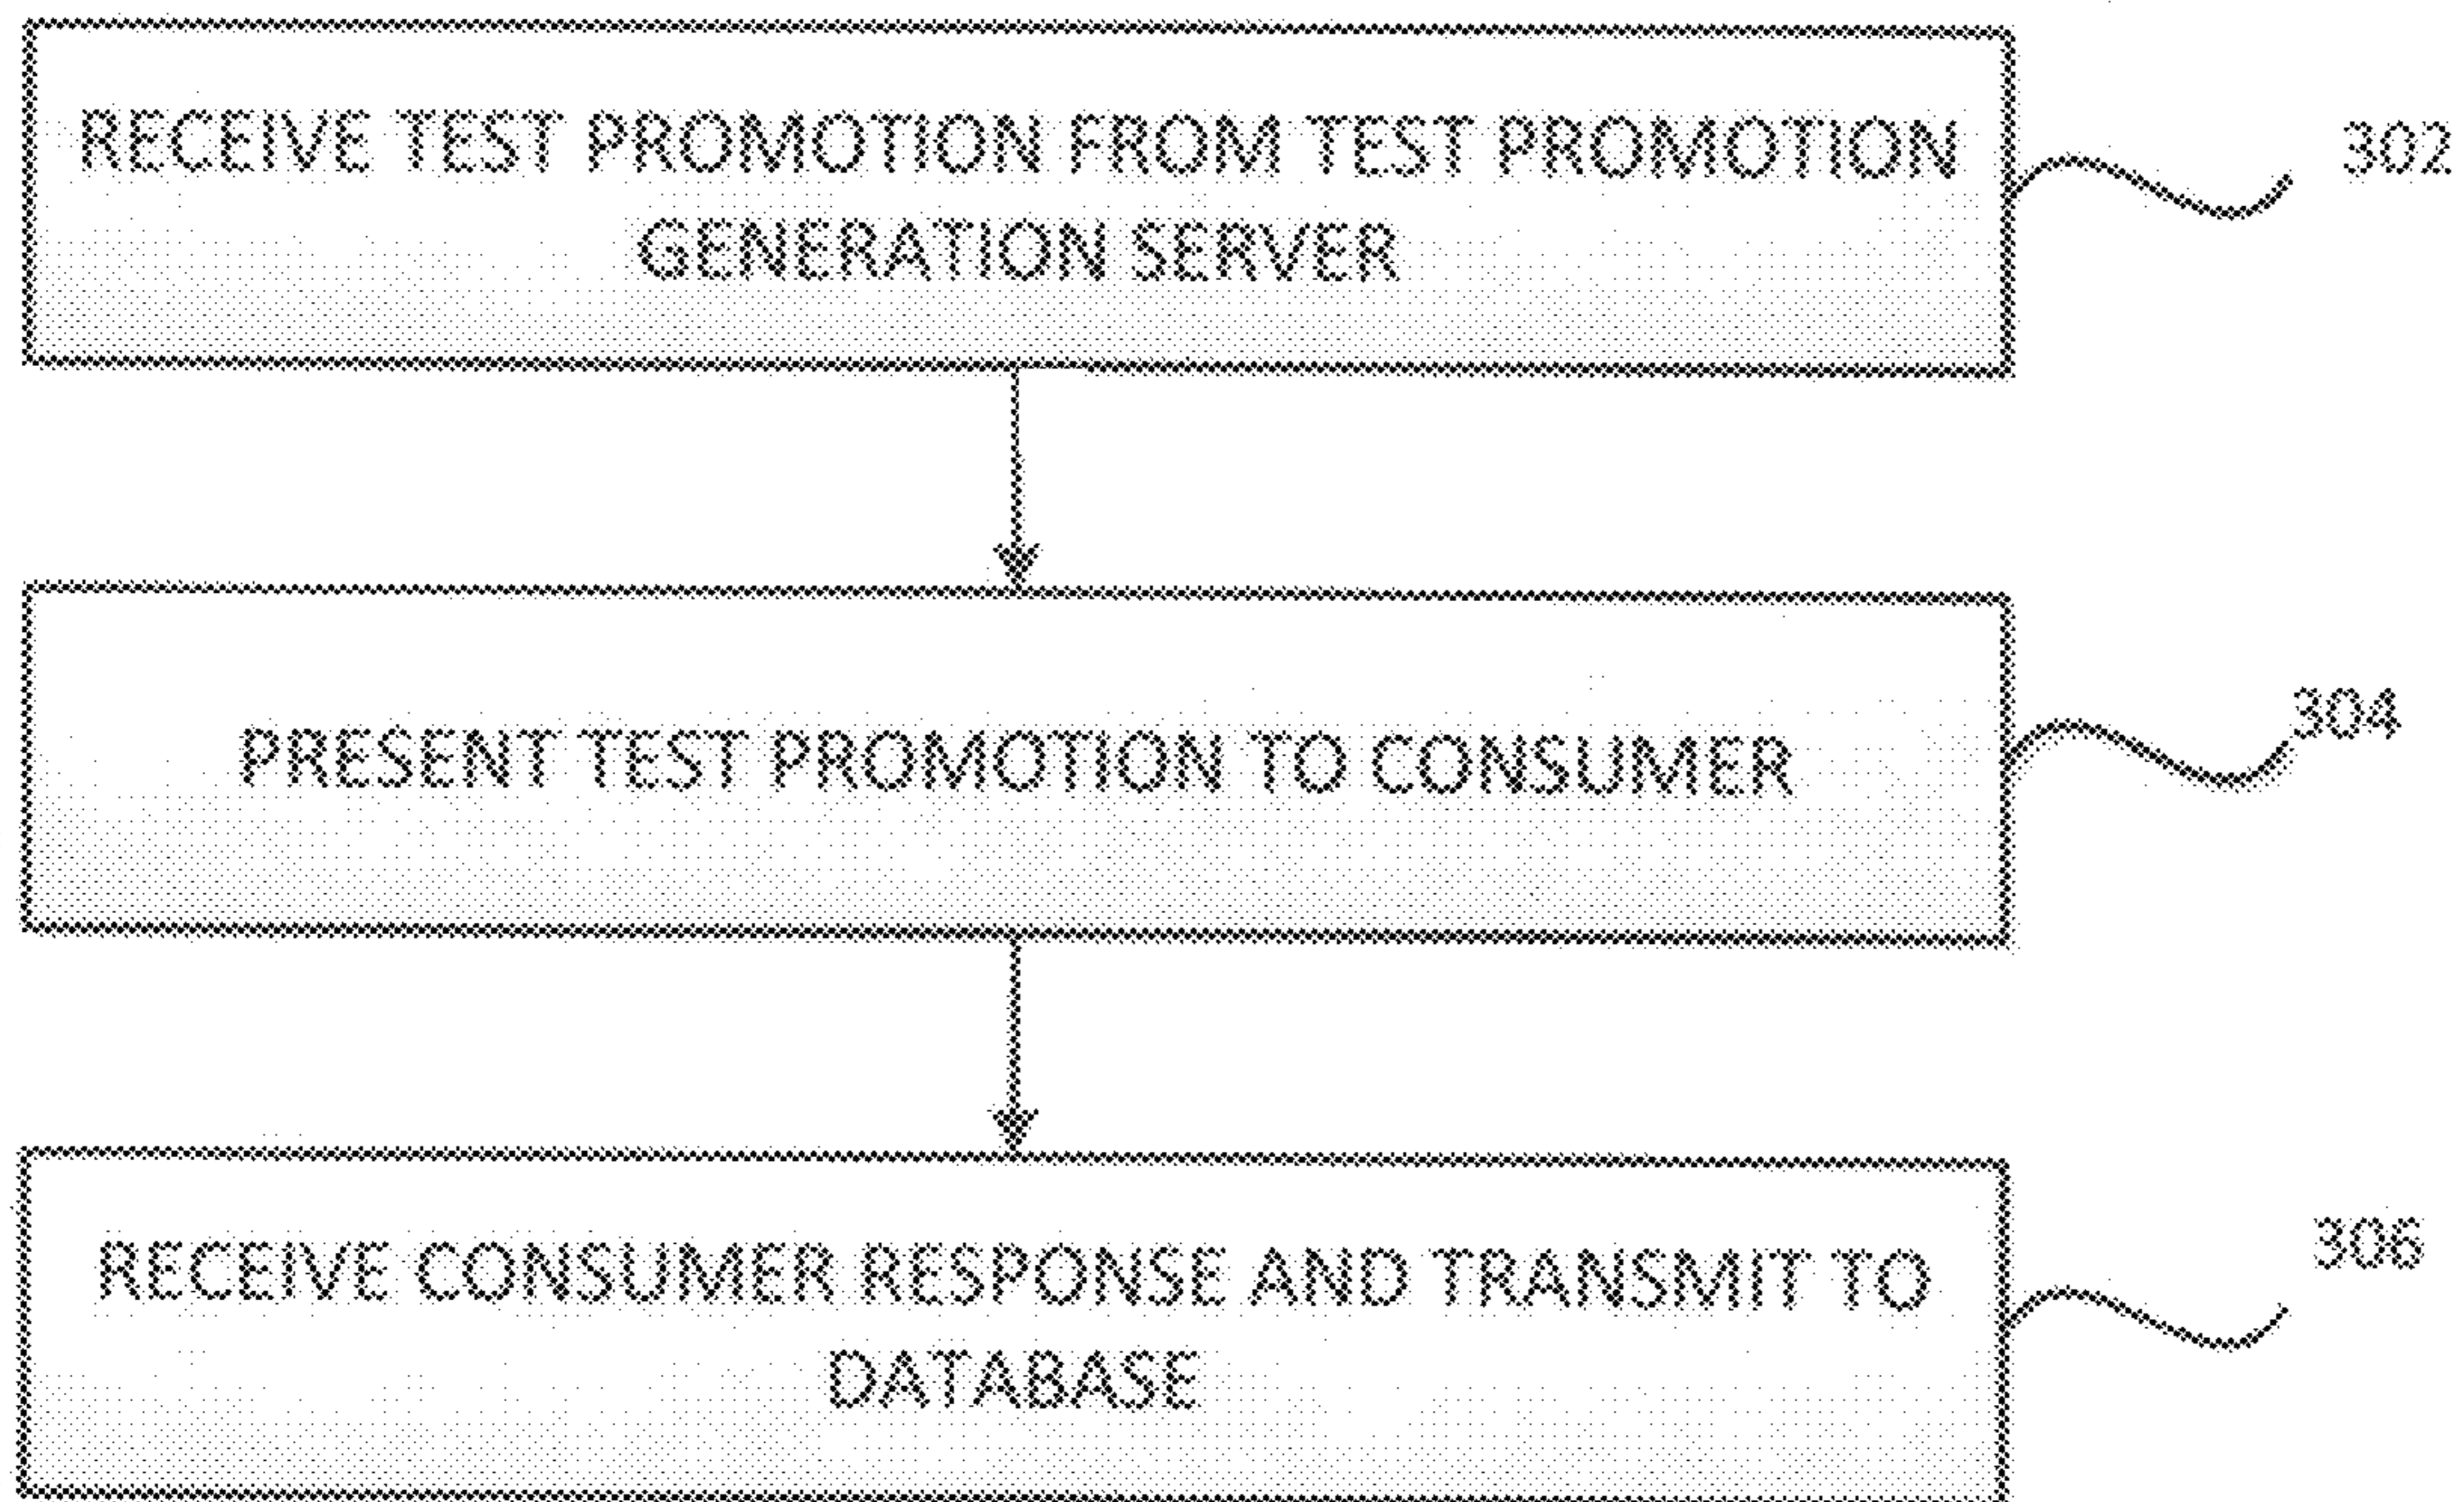 RECEIVE TEST PROMOTION FROM TEST PROMOTION
GENERATION SERVER
302
PRESENT TEST PROMOTION TO CONSUMER
304
RECEIVE CONSUMER RESPONSE AND TRANSMIT TO
DATABASE
306